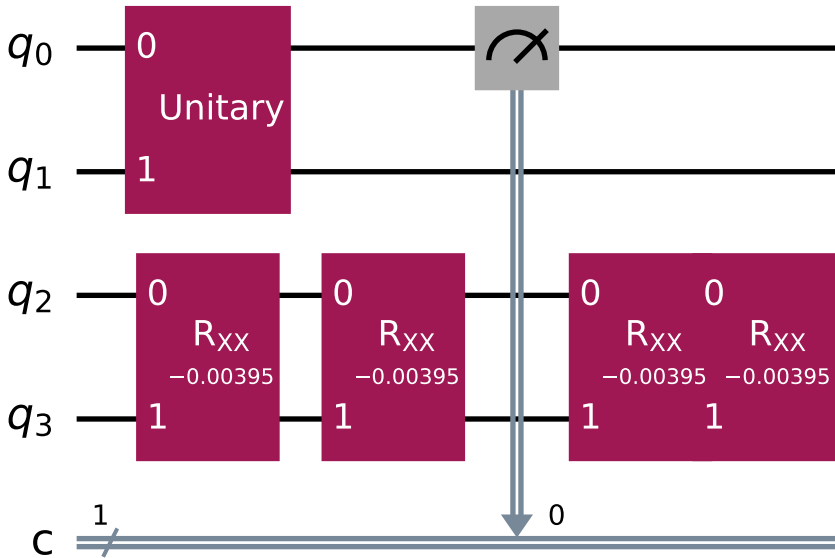 q0 0
Unitary
q1 1
q2 0 0 0 0
RXX RXX RXX RXX
−0.00395 −0.00395 −0.00395 −0.00395
q3 1 1 1 1
1 0
c